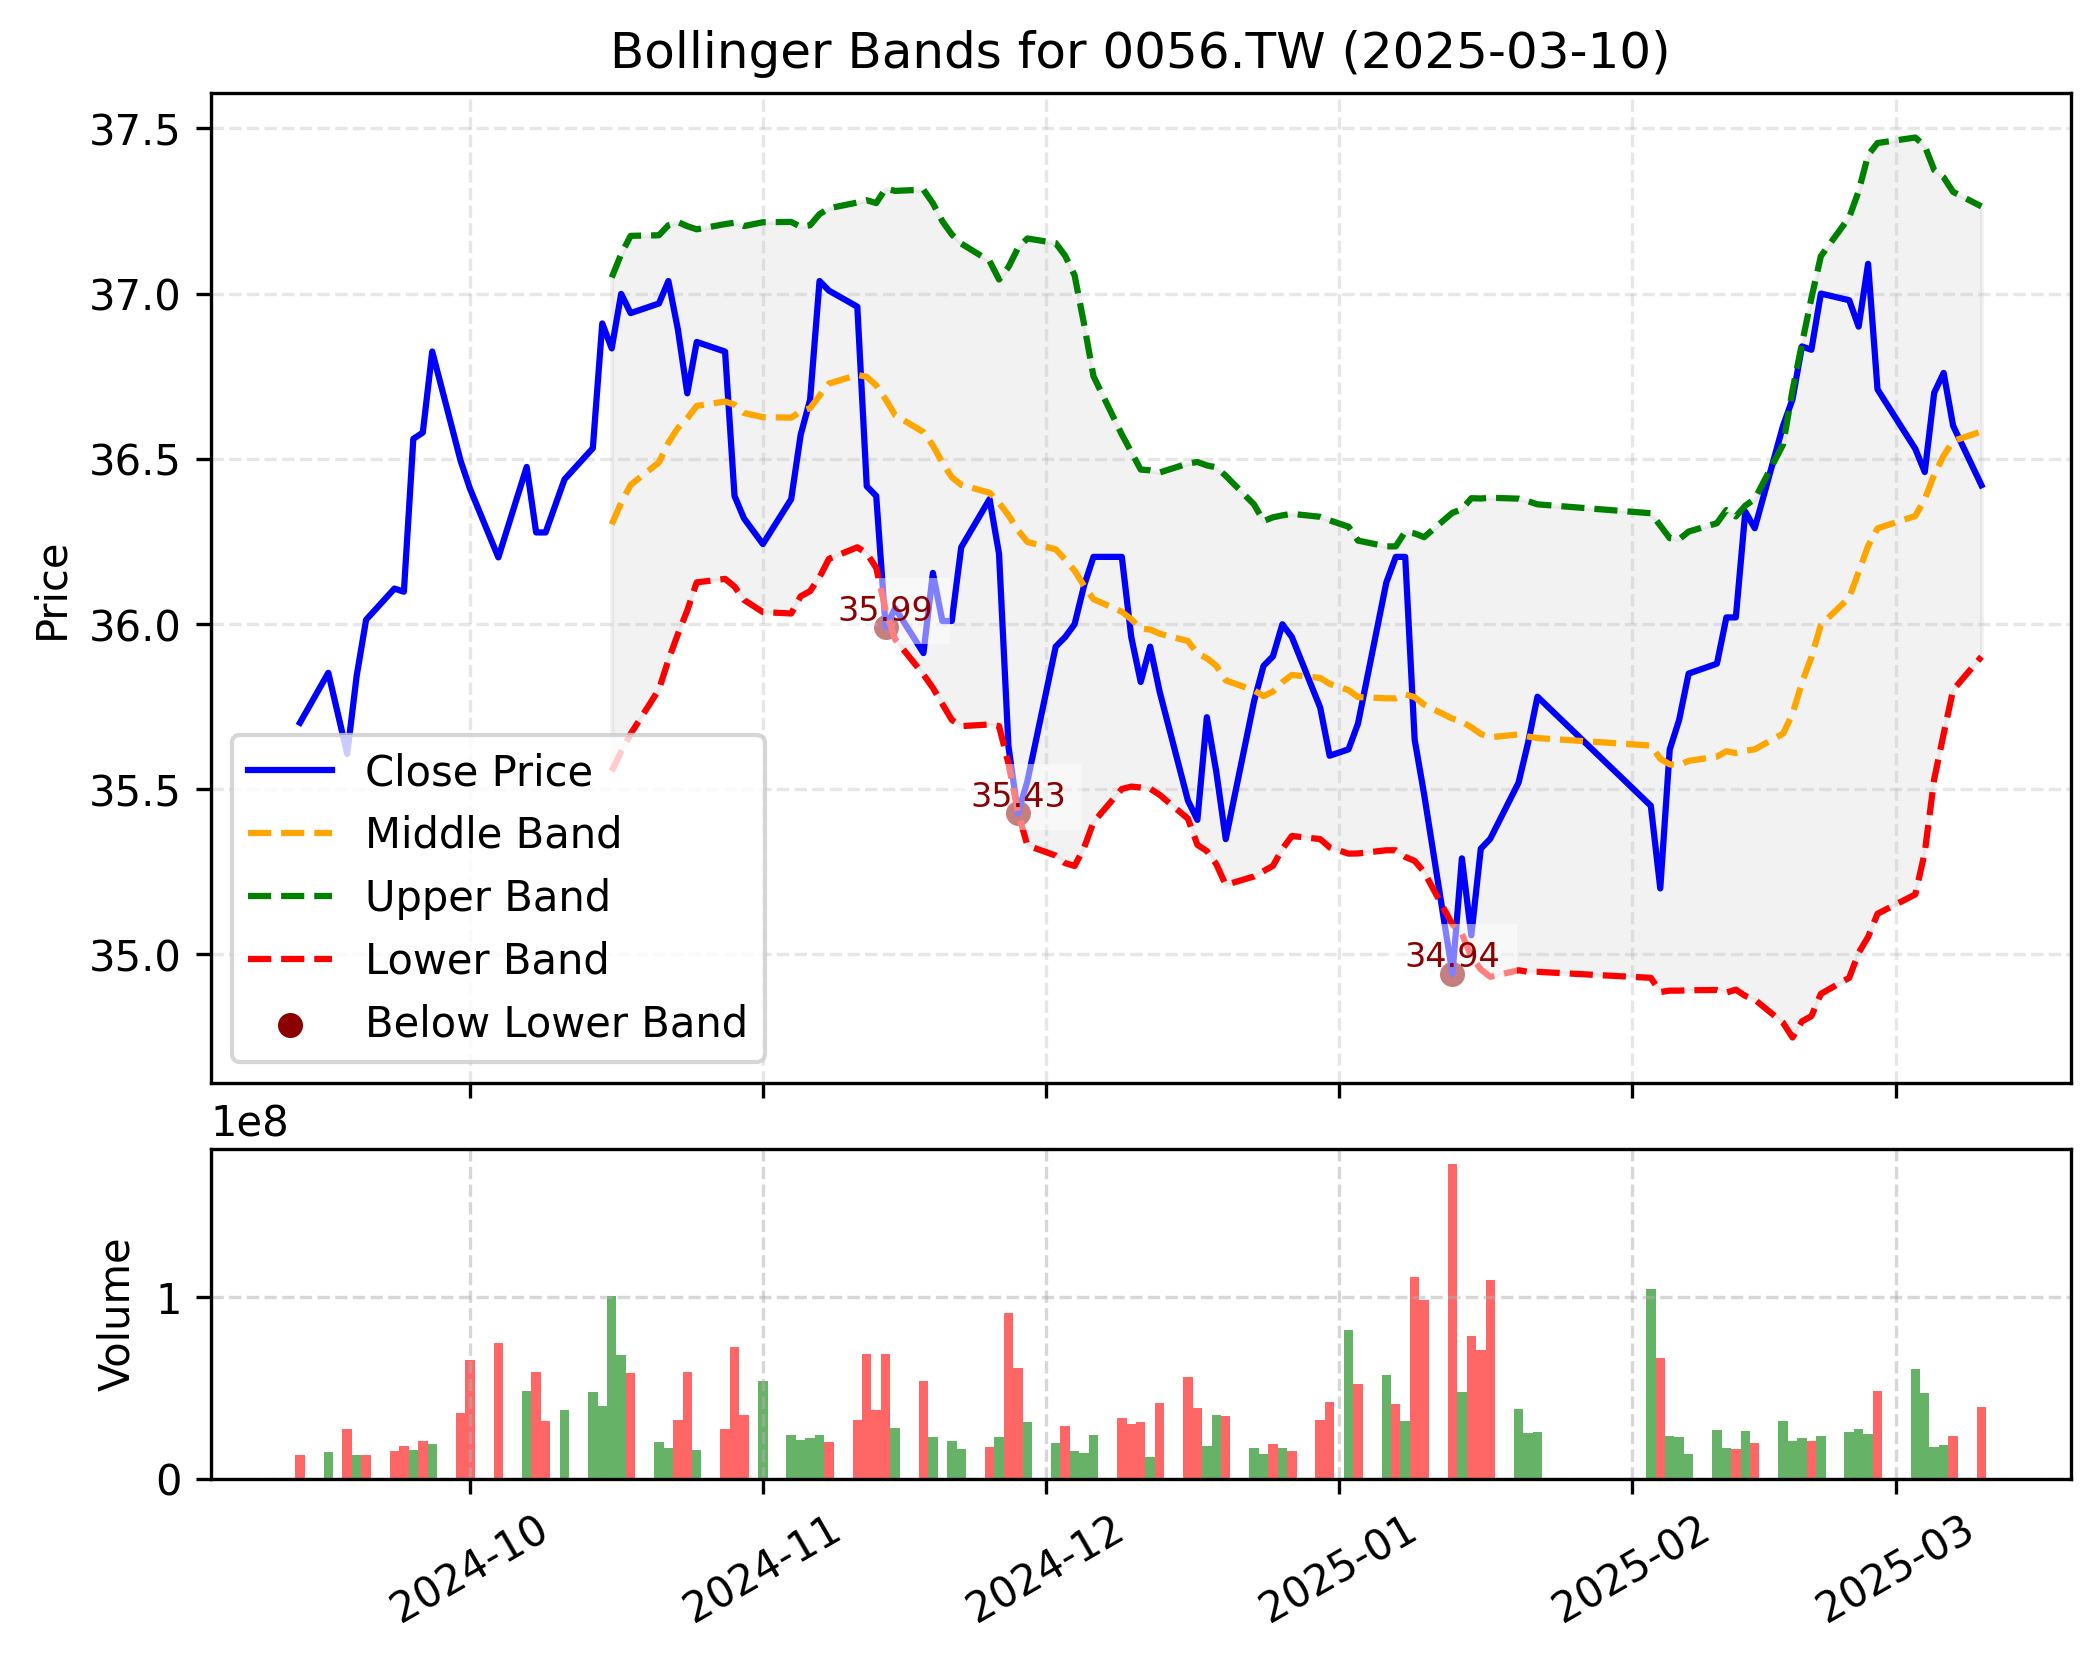 Bollinger Bands for 0056.TW (2025-03-10)
37.5
37.0
36.5
36.0
35.5
35.0
Price
35.99
35.43
34.94
Close Price
Middle Band
Upper Band
Lower Band
Below Lower Band
1e8
1
0
Volume
2024-10
2024-11
2024-12
2025-01
2025-02
2025-03